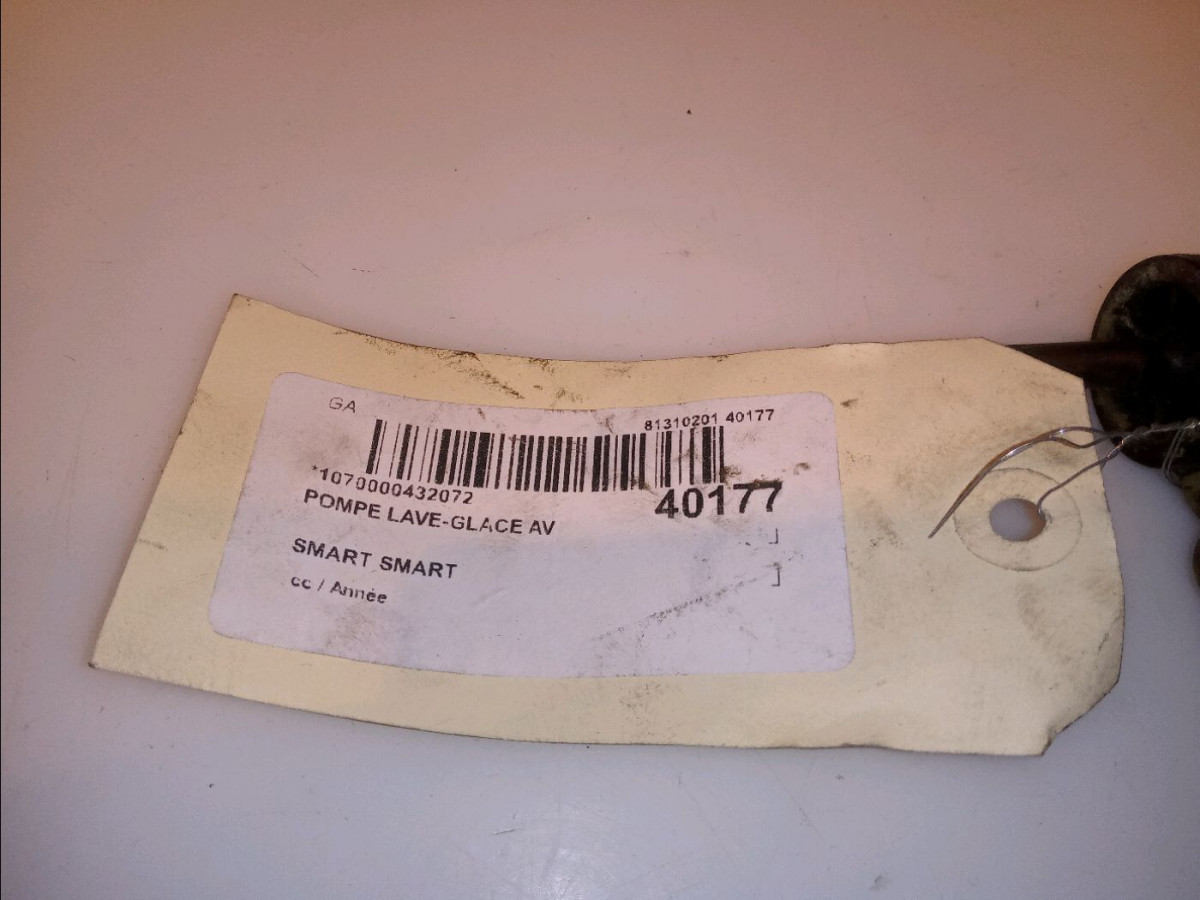 GA
81310201 40177
*1070000432072
40177
POMPE LAVE-GLACE AV
SMART SMART
cc / Année